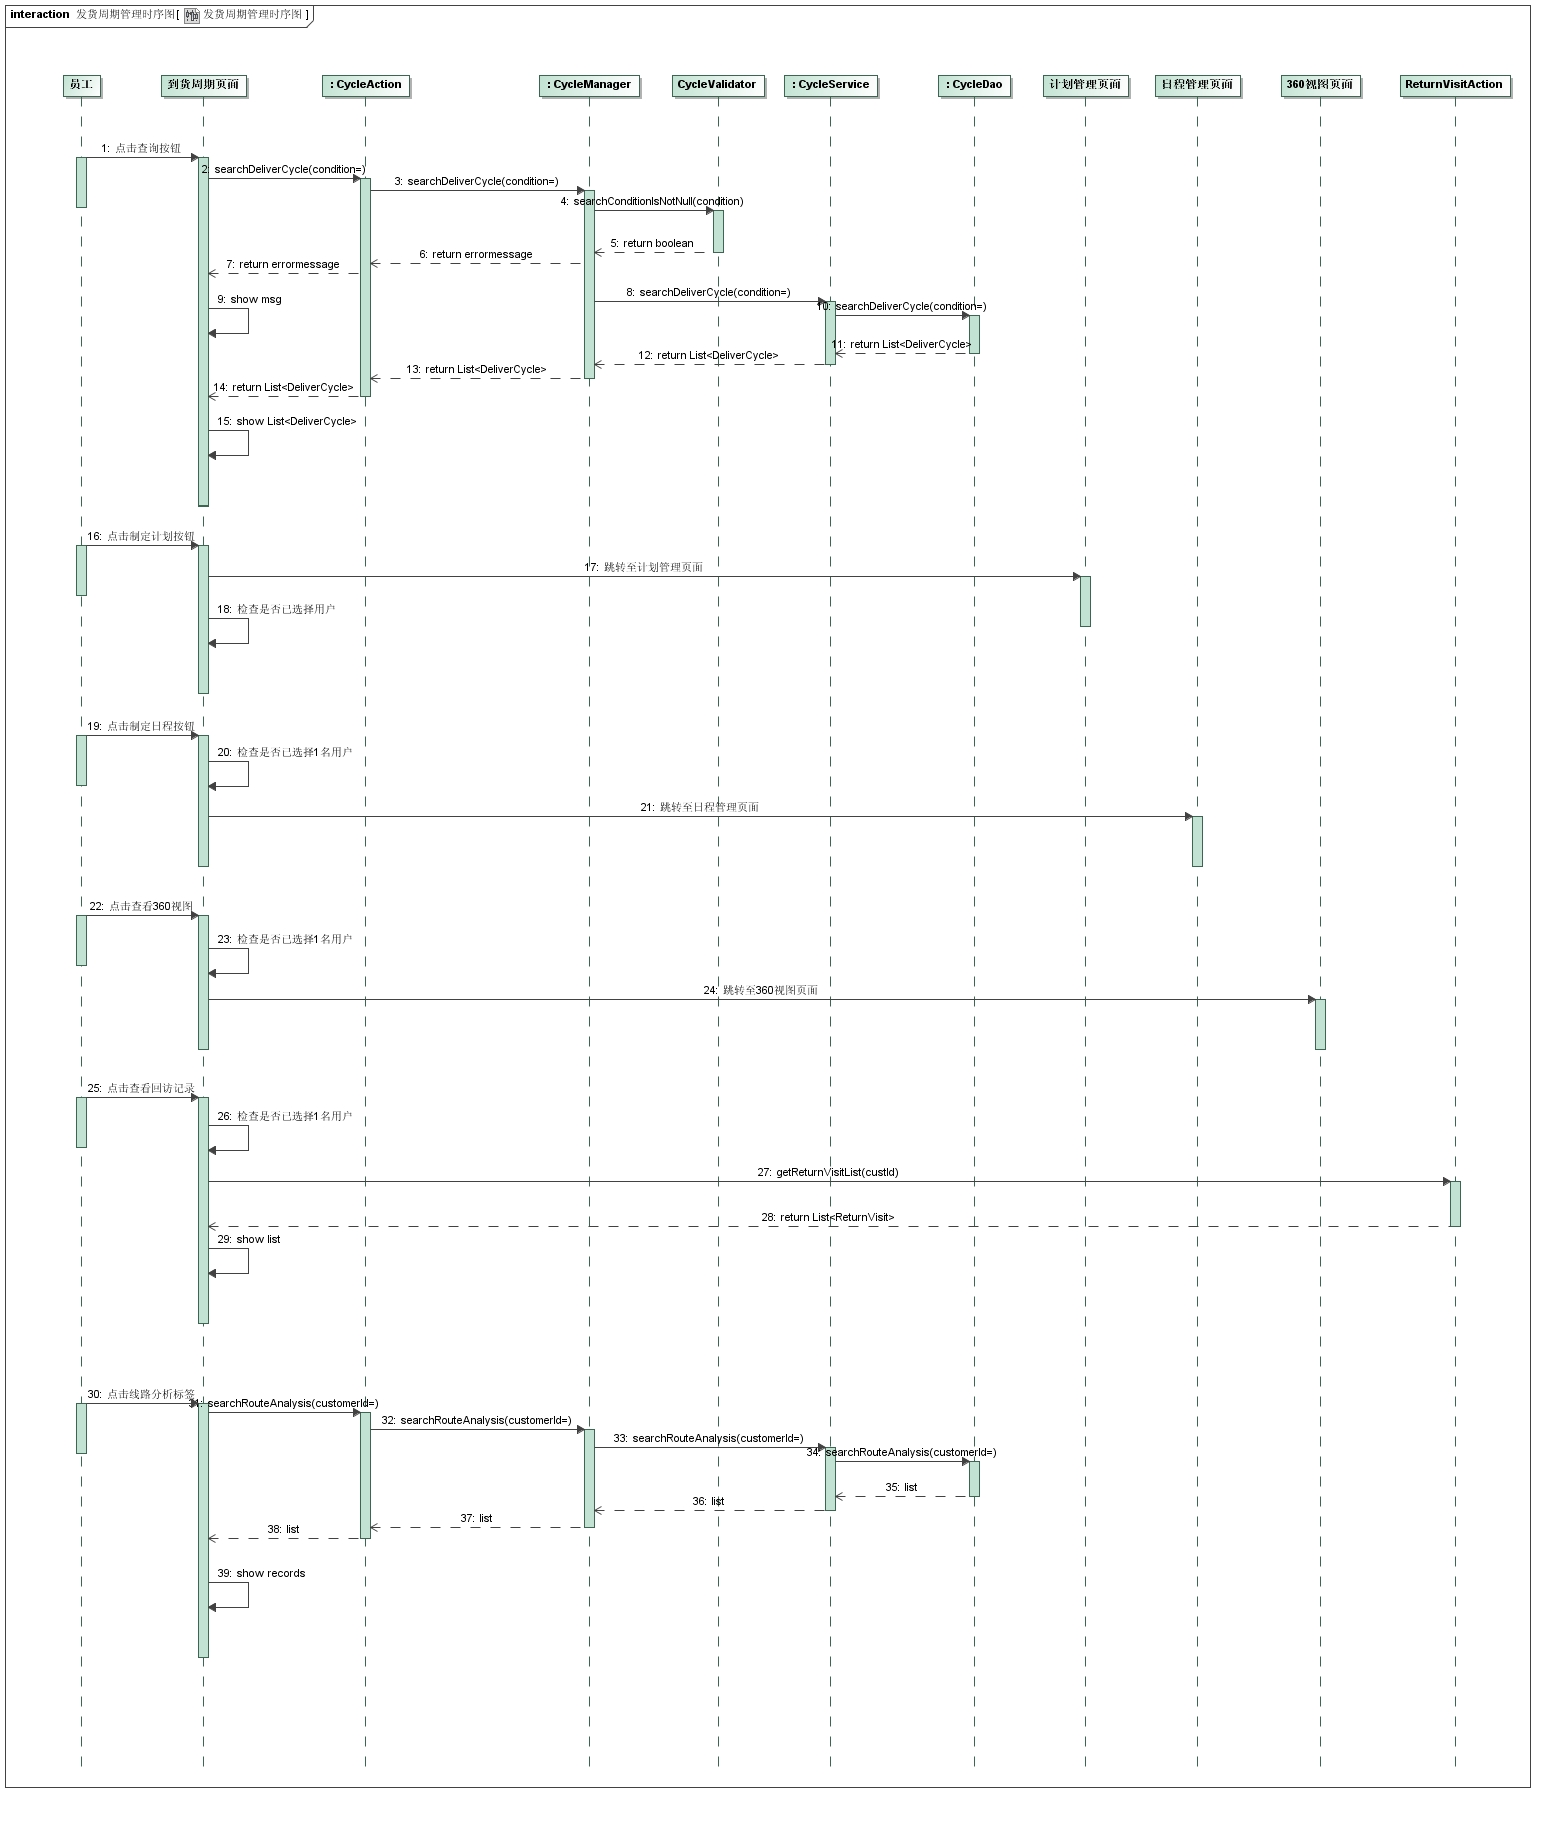 interaction 发货周期管理时序图[ 发货周期管理时序图 ]
员工
到货周期页面
: CycleAction
: CycleManager
CycleValidator
: CycleService
: CycleDao
计划管理页面
日程管理页面
360视图页面
ReturnVisitAction
1: 点击查询按钮
2: searchDeliverCycle(condition=)
3: searchDeliverCycle(condition=)
4: searchConditionIsNotNull(condition)
5: return boolean
6: return errormessage
7: return errormessage
8: searchDeliverCycle(condition=)
9: show msg
10: searchDeliverCycle(condition=)
11: return List<DeliverCycle>
12: return List<DeliverCycle>
13: return List<DeliverCycle>
14: return List<DeliverCycle>
15: show List<DeliverCycle>
16: 点击制定计划按钮
17: 跳转至计划管理页面
18: 检查是否已选择用户
19: 点击制定日程按钮
20: 检查是否已选择1名用户
21: 跳转至日程管理页面
22: 点击查看360视图
23: 检查是否已选择1名用户
24: 跳转至360视图页面
25: 点击查看回访记录
26: 检查是否已选择1名用户
27: getReturnVisitList(custId)
28: return List<ReturnVisit>
29: show list
30: 点击线路分析标签
31: searchRouteAnalysis(customerId=)
32: searchRouteAnalysis(customerId=)
33: searchRouteAnalysis(customerId=)
34: searchRouteAnalysis(customerId=)
35: list
36: list
37: list
38: list
39: show records